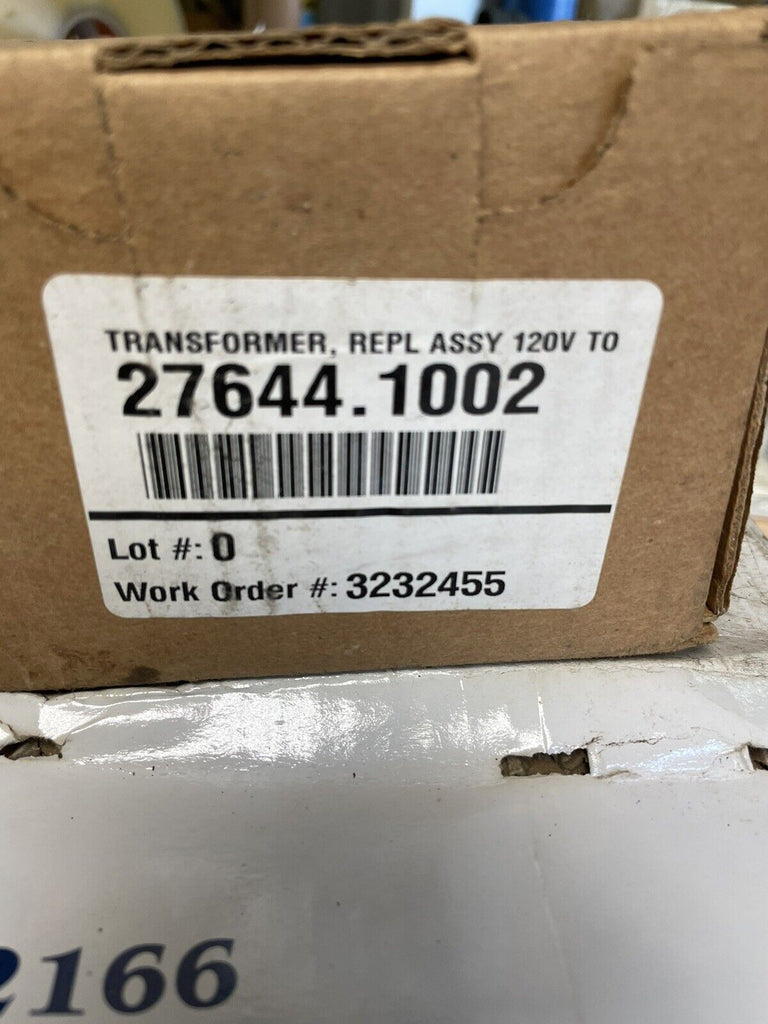 TRANSFORMER, REPL ASSY 120V TO
27644.1002
Lot #: 0
Work Order #: 3232455
2166